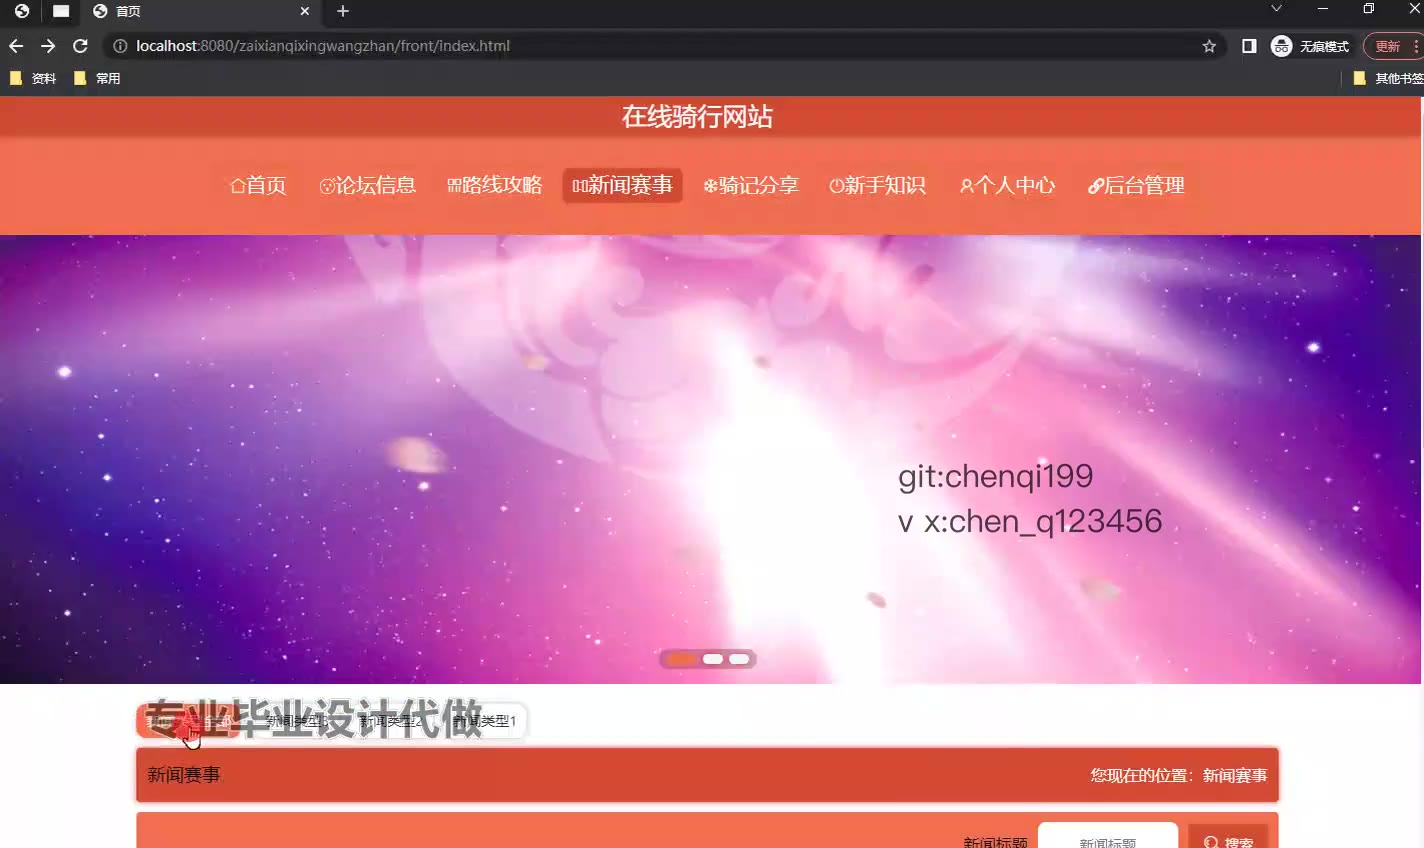 首页
localhost:8080/zaixianqixingwangzhan/front/index.html
无痕模式
更新
资料
常用
其他书签
在线骑行网站
首页
论坛信息
路线攻略
新闻赛事
骑记分享
新手知识
个人中心
后台管理
git:chenqi199
v x:chen_q123456
专业毕业设计代做
全部
新闻类型3
新闻类型2
新闻类型1
新闻赛事
您现在的位置：新闻赛事
新闻标题
新闻标题
搜索